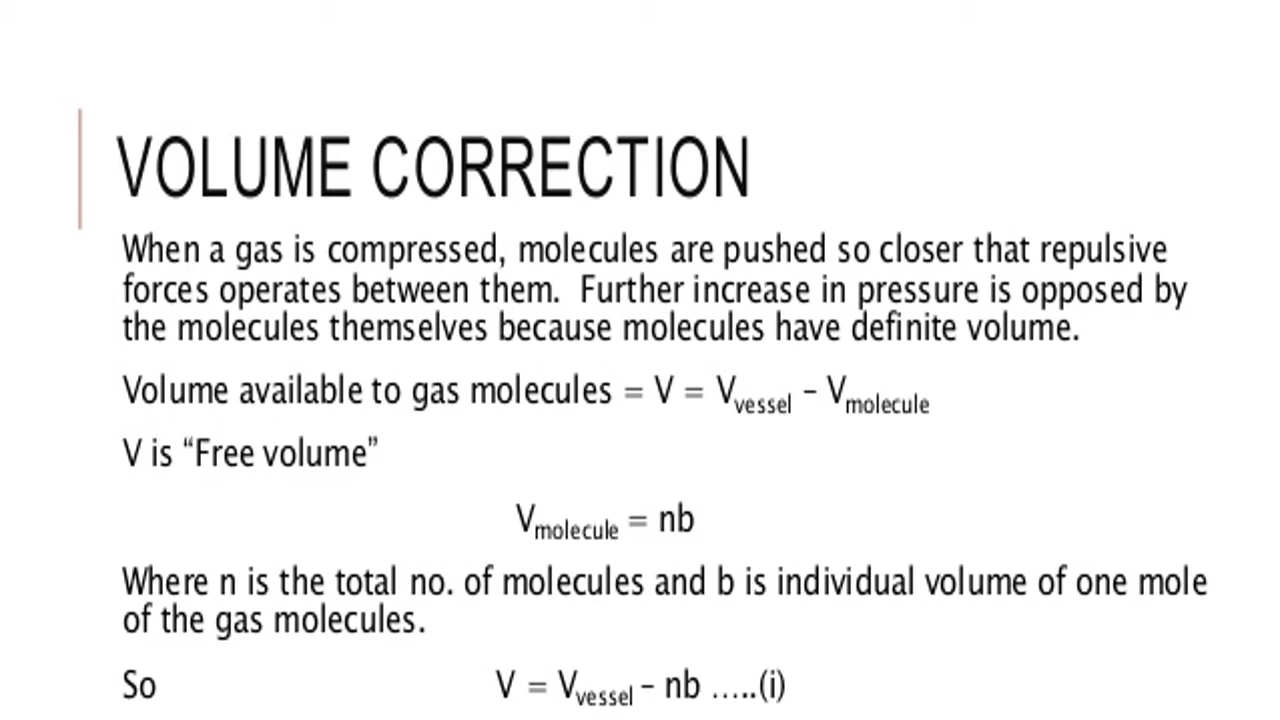 VOLUME CORRECTION
When a gas is compressed, molecules are pushed so closer that repulsive
forces operates between them. Further increase in pressure is opposed by
the molecules themselves because molecules have definite volume.
Volume available to gas molecules = V = Vvessel – Vmolecule
V is “Free volume”
Vmolecule = nb
Where n is the total no. of molecules and b is individual volume of one mole
of the gas molecules.
So V = Vvessel – nb …..(i)